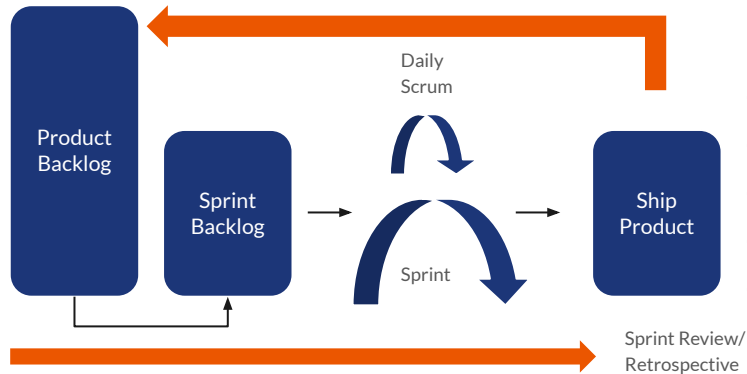 Product
Backlog
Sprint
Backlog
Daily
Scrum
Sprint
Ship
Product
Sprint Review/
Retrospective